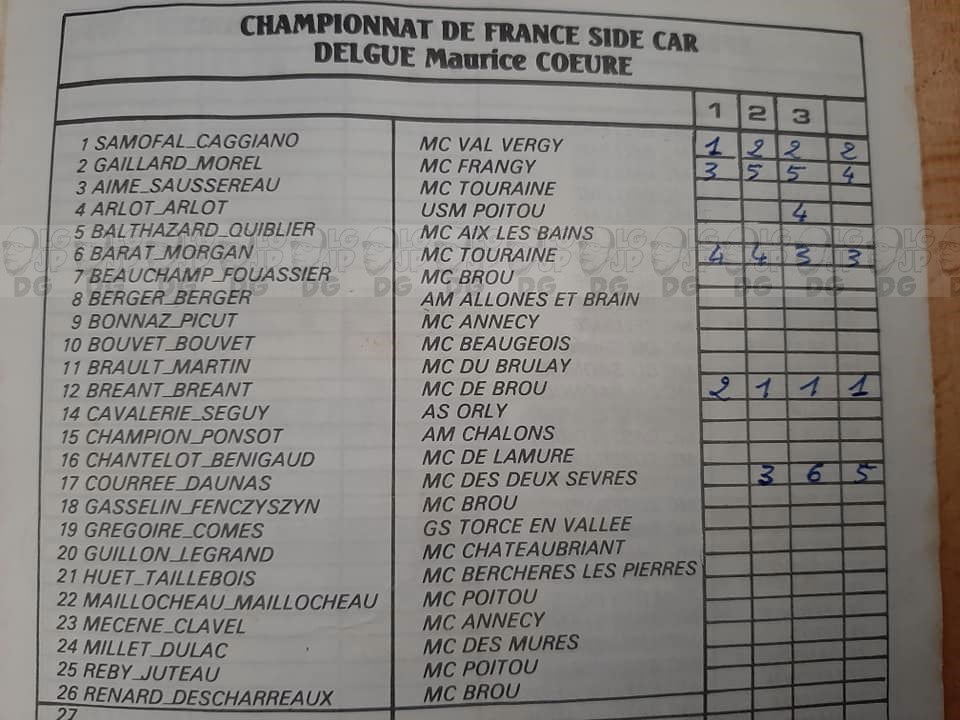 CHAMPIONNAT DE FRANCE SIDE CAR
DELGUE Maurice COEURE
1 2 3
1 SAMOFAL_CAGGIANO MC VAL VERGY 1 2 2 2
2 GAILLARD_MOREL MC FRANGY 3 5 5 4
3 AIME_SAUSSEREAU MC TOURAINE
4 ARLOT_ARLOT USM POITOU 4
5 BALTHAZARD_QUIBLIER MC AIX LES BAINS
6 BARAT_MORGAN MC TOURAINE 4 4 3 3
7 BEAUCHAMP_FOUASSIER MC BROU
8 BERGER_BERGER AM ALLONES ET BRAIN
9 BONNAZ_PICUT MC ANNECY
10 BOUVET_BOUVET MC BEAUGEOIS
11 BRAULT_MARTIN MC DU BRULAY
12 BREANT_BREANT MC DE BROU 2 1 1 1
14 CAVALERIE_SEGUY AS ORLY
15 CHAMPION_PONSOT AM CHALONS
16 CHANTELOT_BENIGAUD MC DE LAMURE
17 COURREE_DAUNAS MC DES DEUX SEVRES 3 6 5
18 GASSELIN_FENCZYSZYN MC BROU
19 GREGOIRE_COMES GS TORCE EN VALLEE
20 GUILLON_LEGRAND MC CHATEAUBRIANT
21 HUET_TAILLEBOIS MC BERCHERES LES PIERRES
22 MAILLOCHEAU_MAILLOCHEAU MC POITOU
23 MECENE_CLAVEL MC ANNECY
24 MILLET_DULAC MC DES MURES
25 REBY_JUTEAU MC POITOU
26 RENARD_DESCHARREAUX MC BROU
27